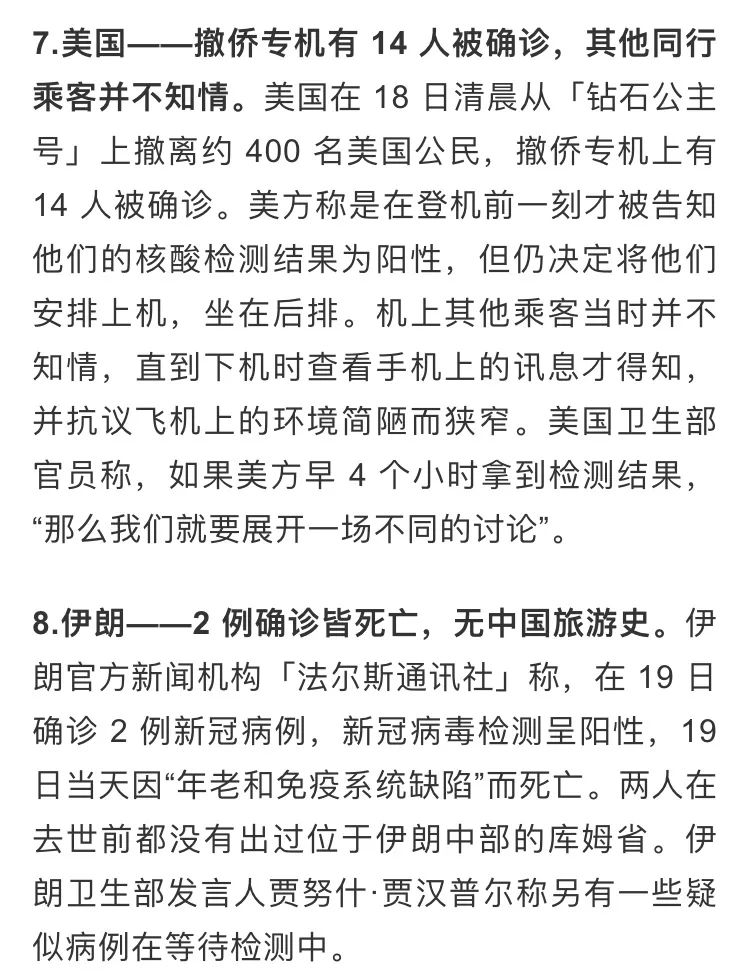 7.美国——撤侨专机有 14 人被确诊，其他同行
乘客并不知情。美国在 18 日清晨从「钻石公主
号」上撤离约 400 名美国公民，撤侨专机上有
14 人被确诊。美方称是在登机前一刻才被告知
他们的核酸检测结果为阳性，但仍决定将他们
安排上机，坐在后排。机上其他乘客当时并不
知情，直到下机时查看手机上的讯息才得知，
并抗议飞机上的环境简陋而狭窄。美国卫生部
官员称，如果美方早 4 个小时拿到检测结果，
“那么我们就要展开一场不同的讨论”。
8.伊朗——2 例确诊皆死亡，无中国旅游史。伊
朗官方新闻机构「法尔斯通讯社」称，在 19 日
确诊 2 例新冠病例，新冠病毒检测呈阳性，19
日当天因“年老和免疫系统缺陷”而死亡。两人在
去世前都没有出过位于伊朗中部的库姆省。伊
朗卫生部发言人贾努什·贾汉普尔称另有一些疑
似病例在等待检测中。